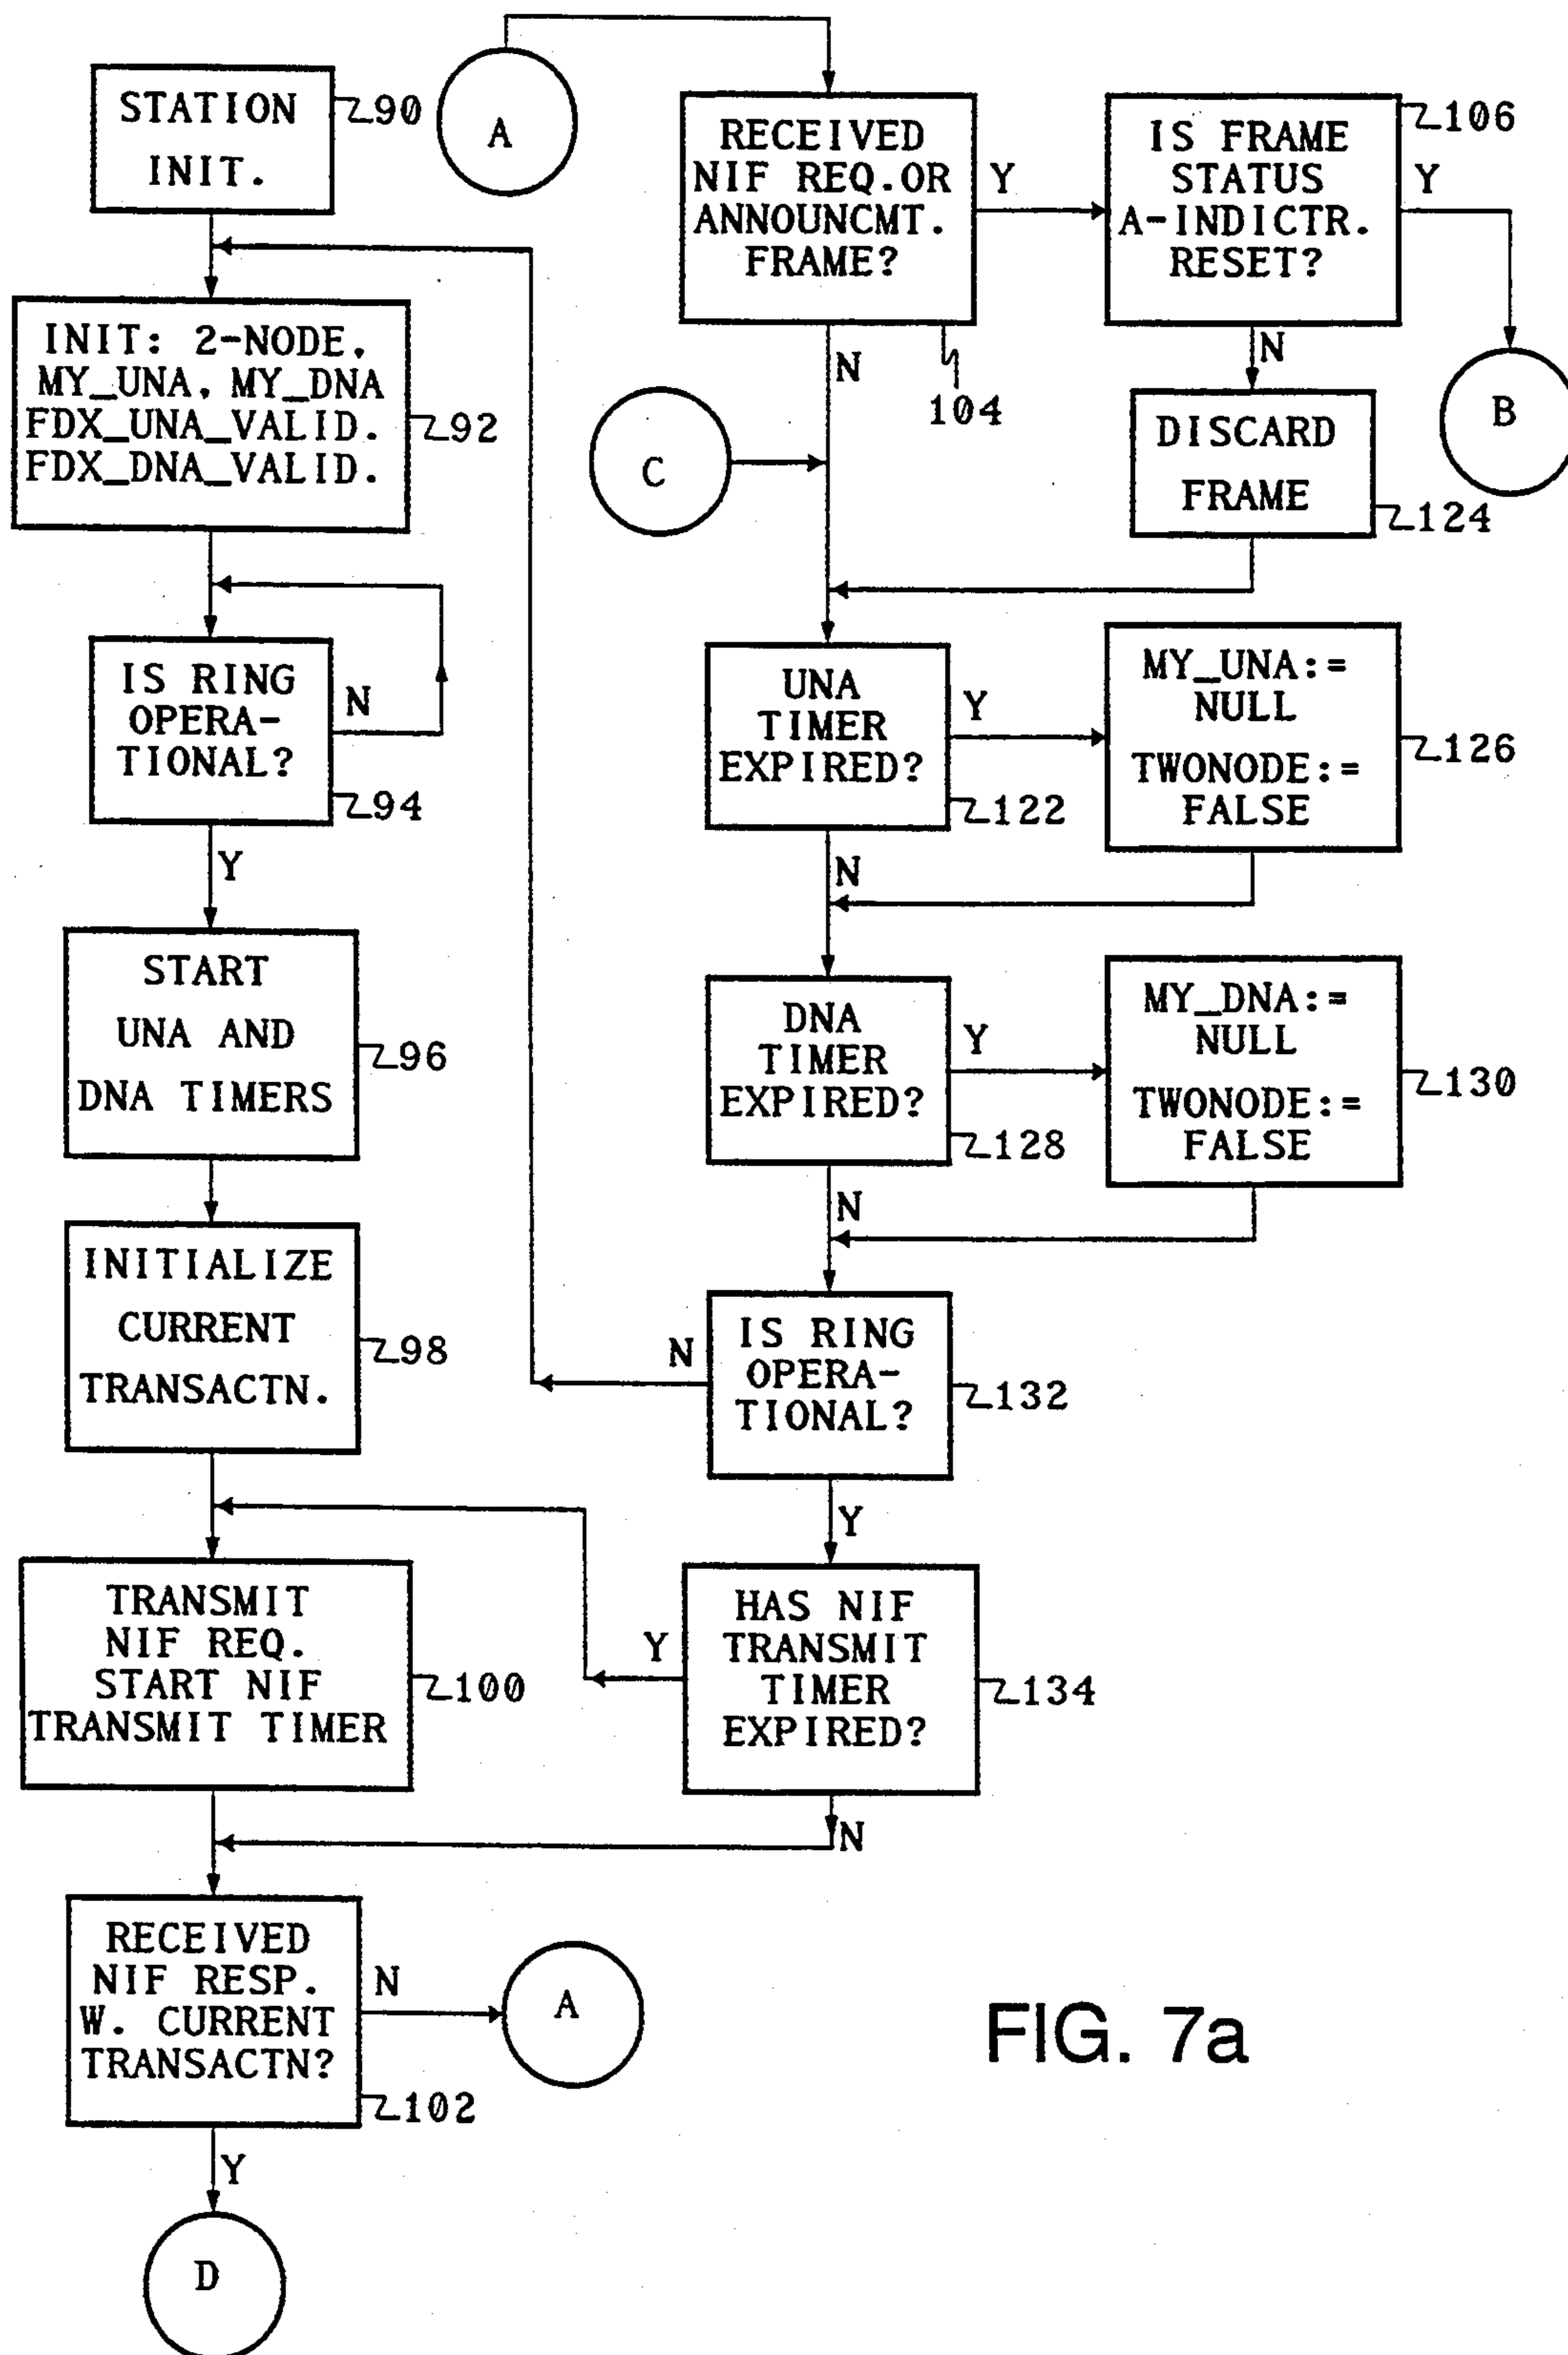 STATION
INIT.
90
INIT: 2-NODE,
MY_UNA, MY_DNA
FDX_UNA_VALID.
FDX_DNA_VALID.
92
IS RING
OPERA-
TIONAL?
N
94
Y
START
UNA AND
DNA TIMERS
96
INITIALIZE
CURRENT
TRANSACTN.
98
TRANSMIT
NIF REQ.
START NIF
TRANSMIT TIMER
100
RECEIVED
NIF RESP.
W. CURRENT
TRANSACTN?
N
A
102
Y
D
A
RECEIVED
NIF REQ.OR
ANNOUNCMT.
FRAME?
Y
104
N
C
IS FRAME
STATUS
A-INDICTR.
RESET?
106
Y
B
N
DISCARD
FRAME
124
UNA
TIMER
EXPIRED?
Y
122
N
MY_UNA:=
NULL
TWONODE:=
FALSE
126
DNA
TIMER
EXPIRED?
Y
128
N
MY_DNA:=
NULL
TWONODE:=
FALSE
130
IS RING
OPERA-
TIONAL?
N
132
Y
HAS NIF
TRANSMIT
TIMER
EXPIRED?
Y
134
N
FIG. 7a